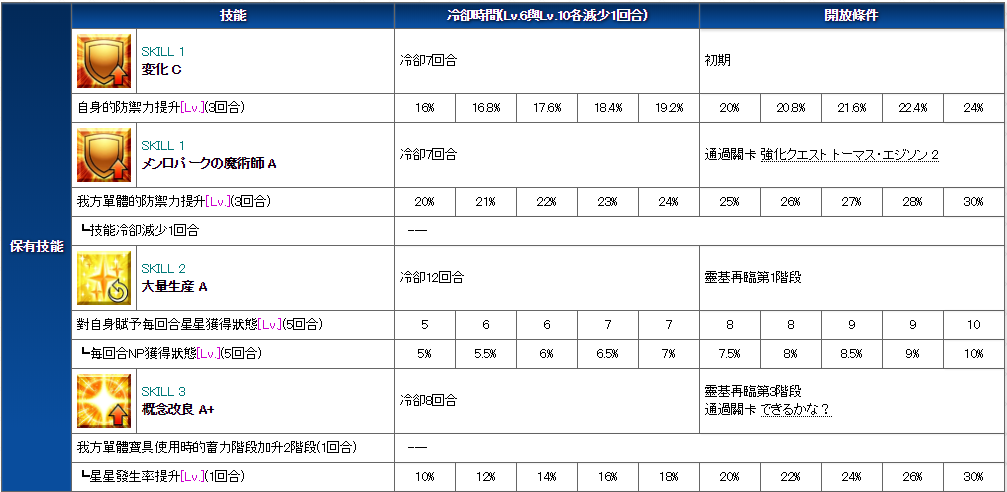 技能 冷卻時間(Lv.6與Lv.10各減少1回合) 開放條件
保有技能
SKILL 1
変化 C
冷卻7回合
初期
自身的防禦力提升[Lv.](3回合) 16% 16.8% 17.6% 18.4% 19.2% 20% 20.8% 21.6% 22.4% 24%
SKILL 1
メンロパークの魔術師 A
冷卻7回合
通過關卡 強化クエスト トーマス・エジソン 2
我方單體的防禦力提升[Lv.](3回合) 20% 21% 22% 23% 24% 25% 26% 27% 28% 30%
┗技能冷卻減少1回合 ----
SKILL 2
大量生産 A
冷卻12回合
靈基再臨第1階段
對自身賦予每回合星星獲得狀態[Lv.](5回合) 5 6 6 7 7 8 8 9 9 10
┗每回合NP獲得狀態[Lv.](5回合) 5% 5.5% 6% 6.5% 7% 7.5% 8% 8.5% 9% 10%
SKILL 3
概念改良 A+
冷卻8回合
靈基再臨第3階段
通過關卡 できるかな？
我方單體寶具使用時的蓄力階段加升2階段(1回合) ----
┗星星發生率提升[Lv.](1回合) 10% 12% 14% 16% 18% 20% 22% 24% 26% 30%